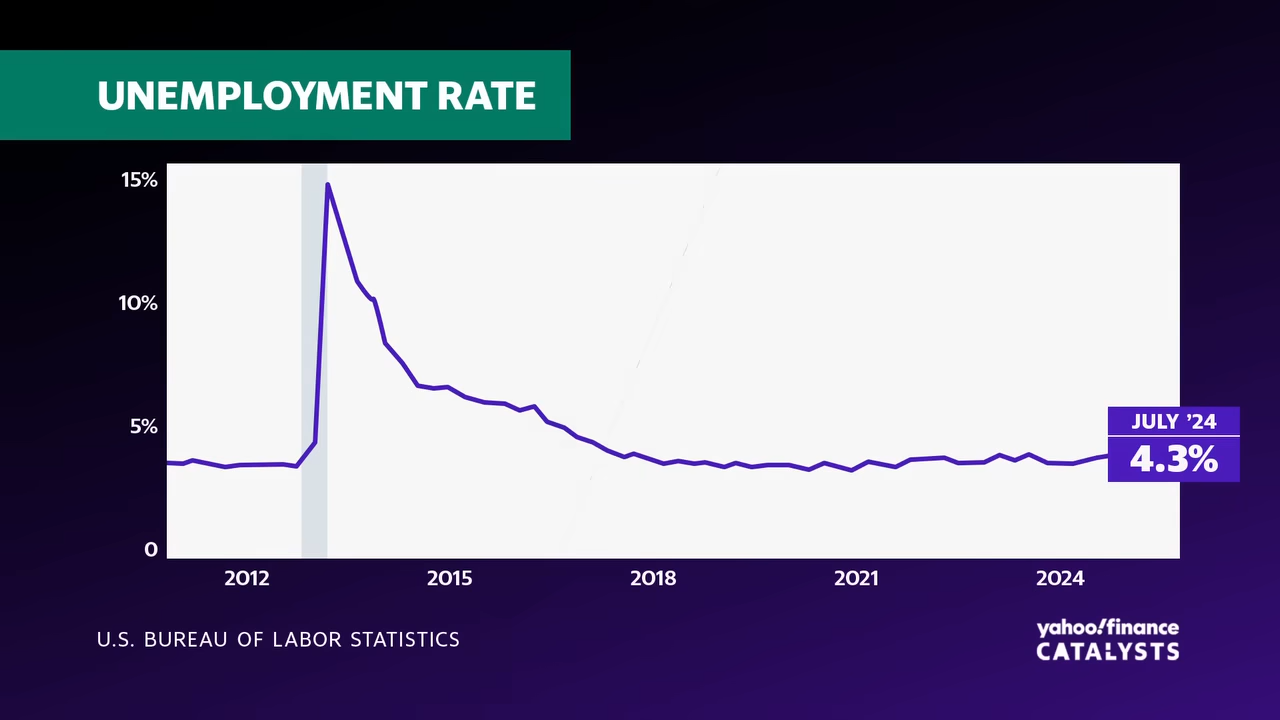 UNEMPLOYMENT RATE
15%
10%
5%
0
JULY ’24
4.3%
2012 2015 2018 2021 2024
U.S. BUREAU OF LABOR STATISTICS
yahoo!finance
CATALYSTS